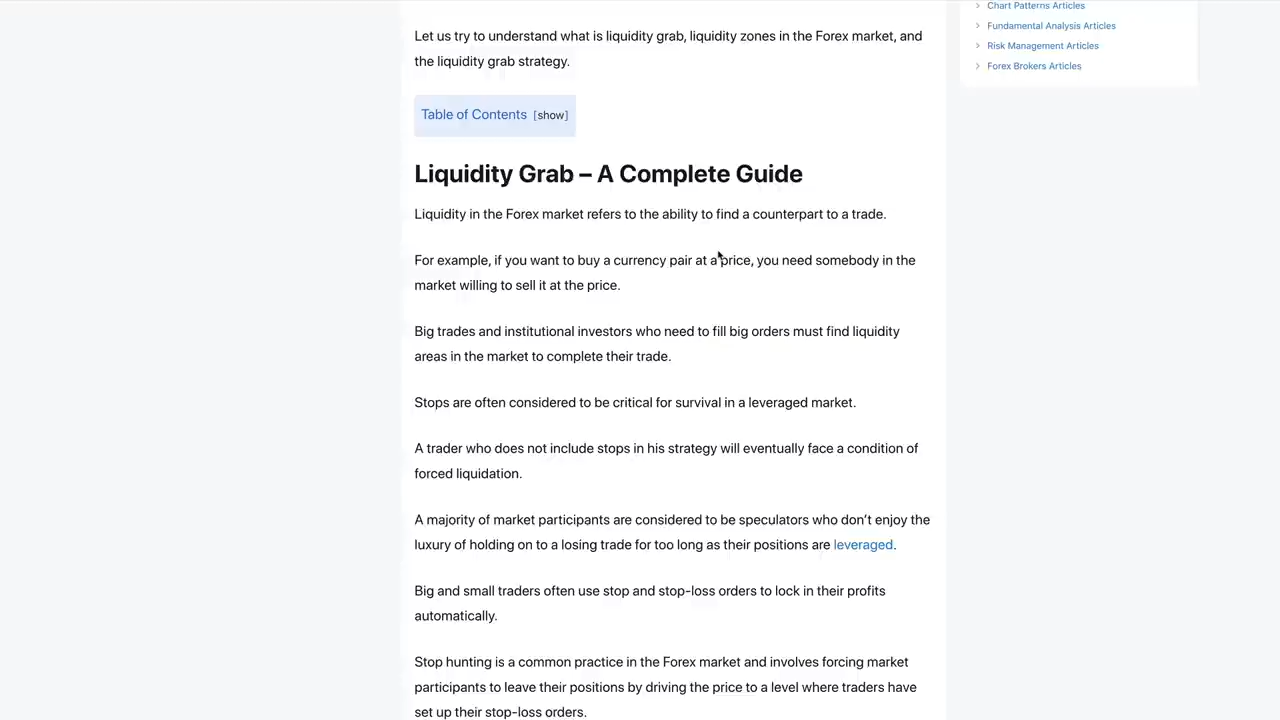 Let us try to understand what is liquidity grab, liquidity zones in the Forex market, and
the liquidity grab strategy.
Table of Contents [show]
Liquidity Grab – A Complete Guide
Liquidity in the Forex market refers to the ability to find a counterpart to a trade.
For example, if you want to buy a currency pair at a price, you need somebody in the
market willing to sell it at the price.
Big trades and institutional investors who need to fill big orders must find liquidity
areas in the market to complete their trade.
Stops are often considered to be critical for survival in a leveraged market.
A trader who does not include stops in his strategy will eventually face a condition of
forced liquidation.
A majority of market participants are considered to be speculators who don’t enjoy the
luxury of holding on to a losing trade for too long as their positions are leveraged.
Big and small traders often use stop and stop-loss orders to lock in their profits
automatically.
Stop hunting is a common practice in the Forex market and involves forcing market
participants to leave their positions by driving the price to a level where traders have
set up their stop-loss orders.
Chart Patterns Articles
Fundamental Analysis Articles
Risk Management Articles
Forex Brokers Articles